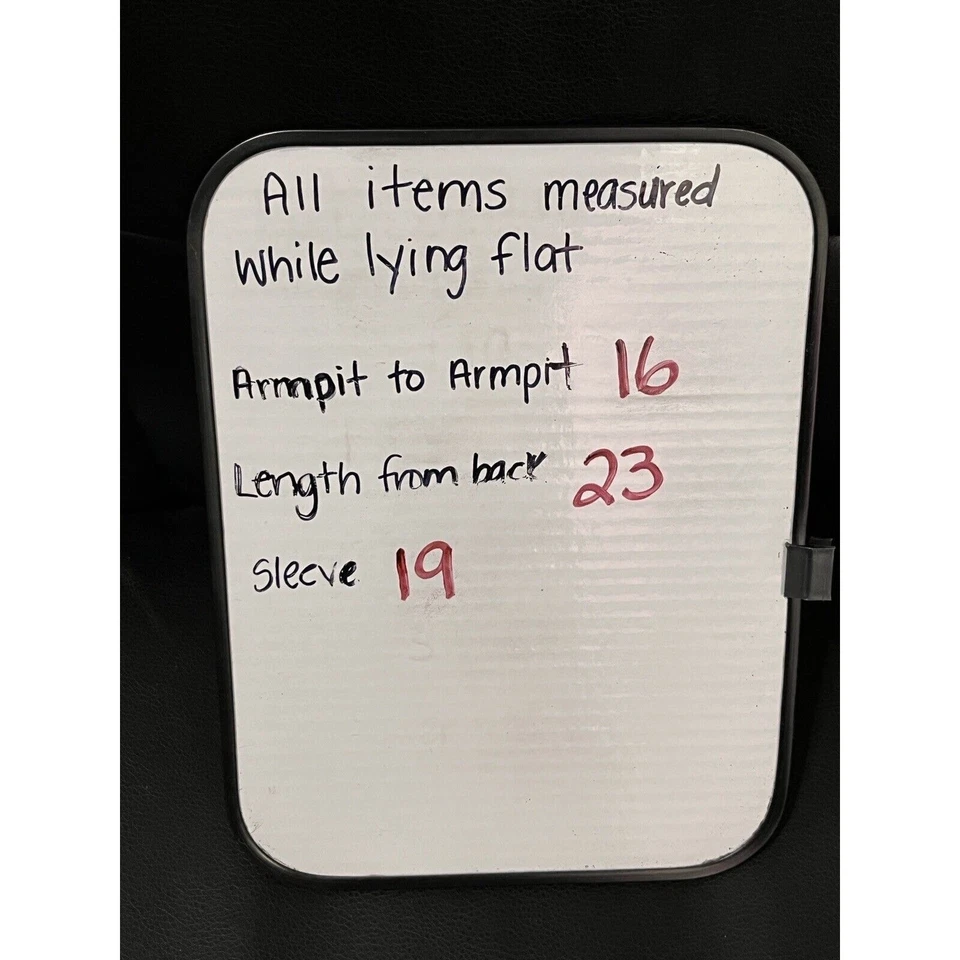 All items measured
While lying flat
Armpit to Armpit 16
Length from back 23
Sleeve 19